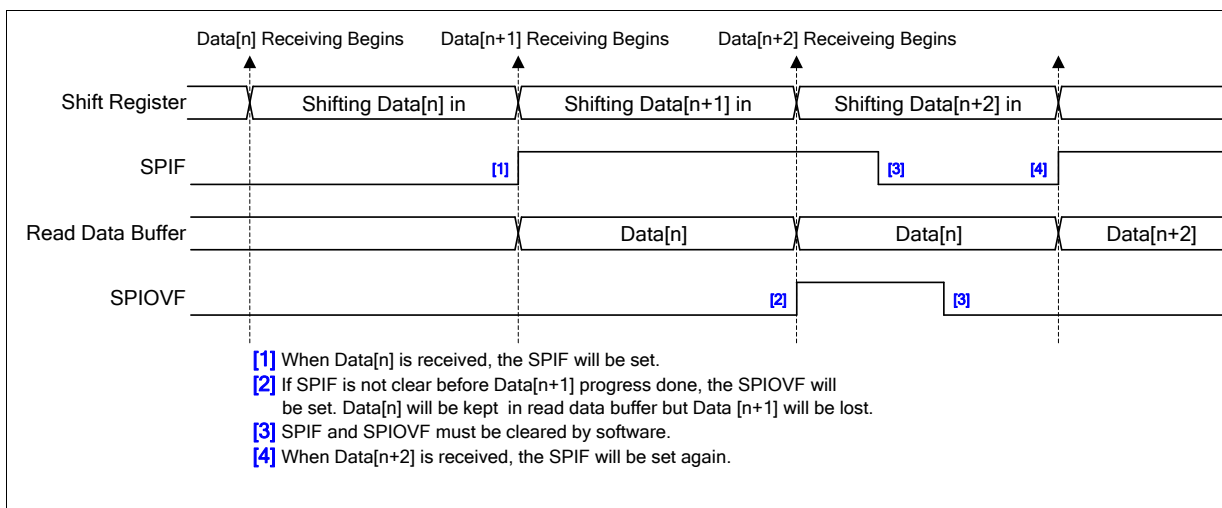 Data[n] Receiving Begins Data[n+1] Receiving Begins Data[n+2] Receiveing Begins
Shift Register Shifting Data[n] in Shifting Data[n+1] in Shifting Data[n+2] in
SPIF [1] [3] [4]
Read Data Buffer Data[n] Data[n] Data[n+2]
SPIOVF [2] [3]
[1] When Data[n] is received, the SPIF will be set.
[2] If SPIF is not clear before Data[n+1] progress done, the SPIOVF will
be set. Data[n] will be kept in read data buffer but Data [n+1] will be lost.
[3] SPIF and SPIOVF must be cleared by software.
[4] When Data[n+2] is received, the SPIF will be set again.